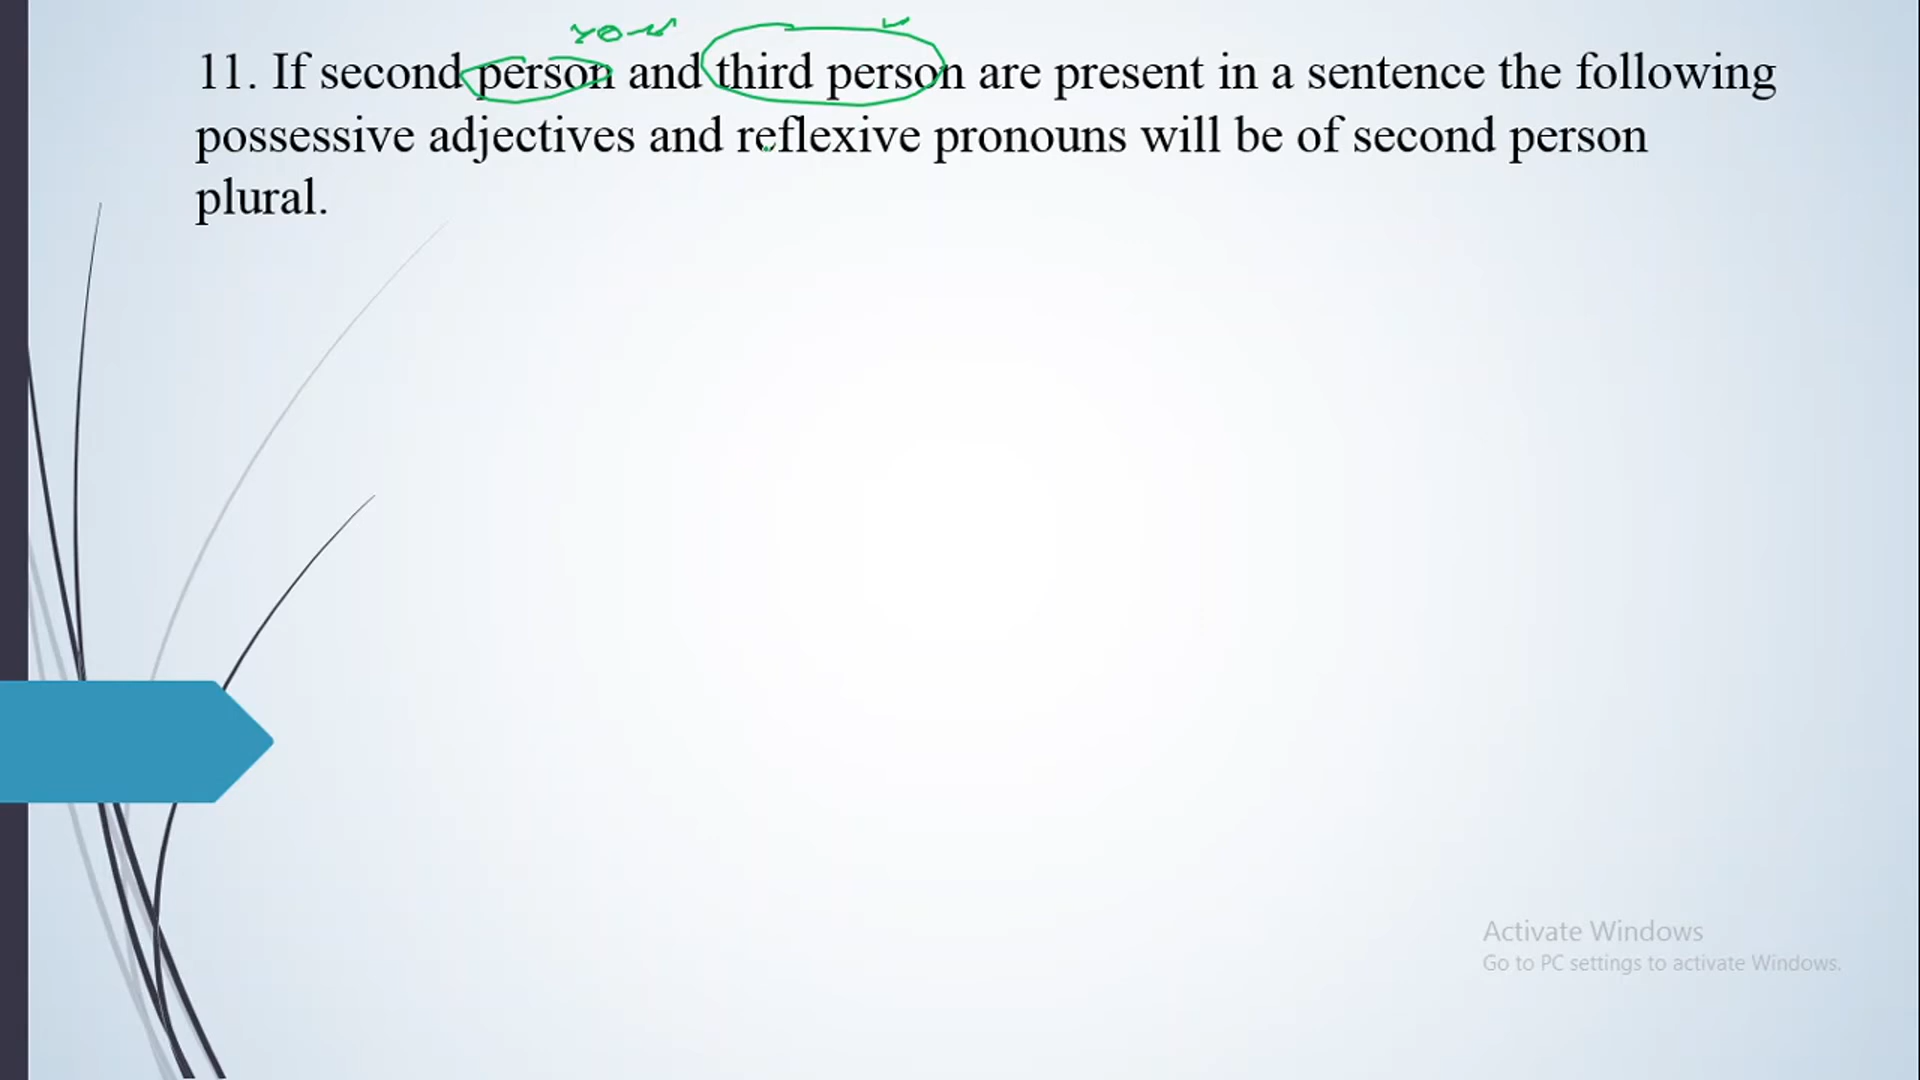 you
11. If second person and third person are present in a sentence the following
possessive adjectives and reflexive pronouns will be of second person
plural.
Activate Windows
Go to PC settings to activate Windows.